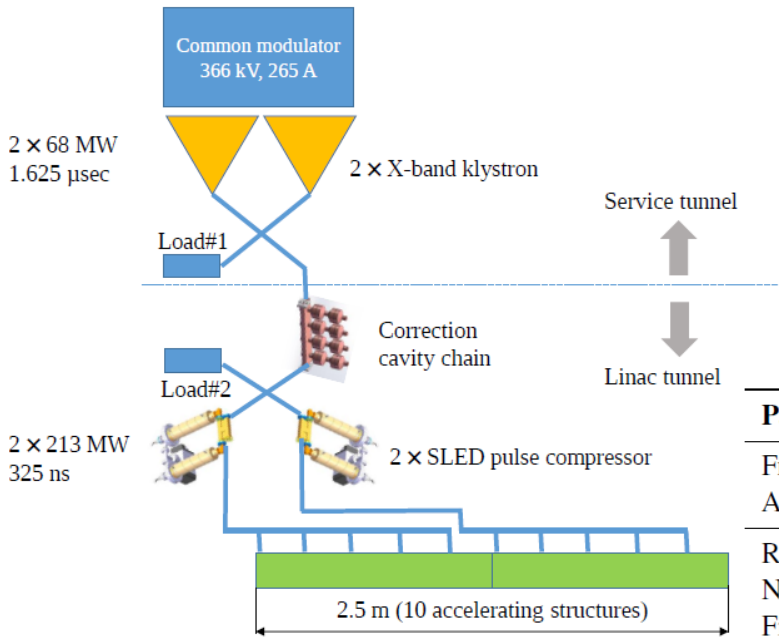 Common modulator
366 kV, 265 A
2 × 68 MW
1.625 μsec
2 × X-band klystron
Service tunnel
Load#1
Correction
cavity chain
Load#2
Linac tunnel
2 × 213 MW
325 ns
2 × SLED pulse compressor
2.5 m (10 accelerating structures)
P
A
R
N